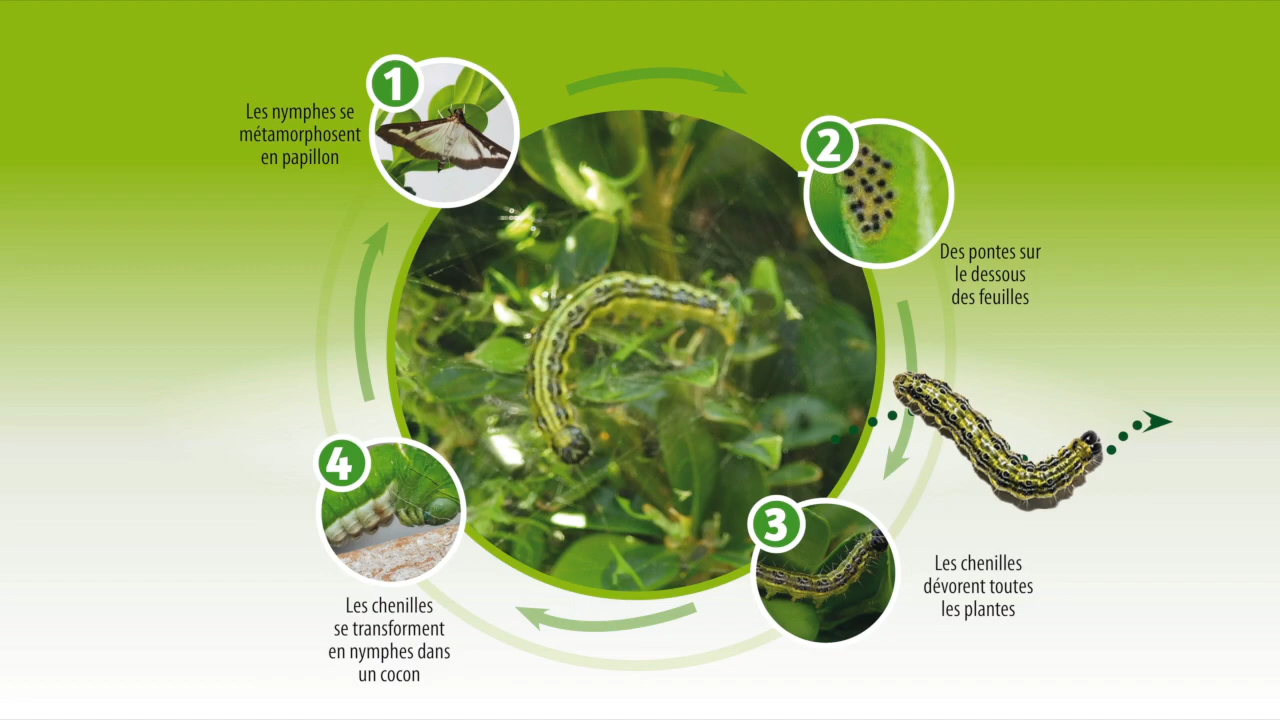 1
Les nymphes se
métamorphosent
en papillon
2
Des pontes sur
le dessous
des feuilles
3
Les chenilles
dévorent toutes
les plantes
4
Les chenilles
se transforment
en nymphes dans
un cocon